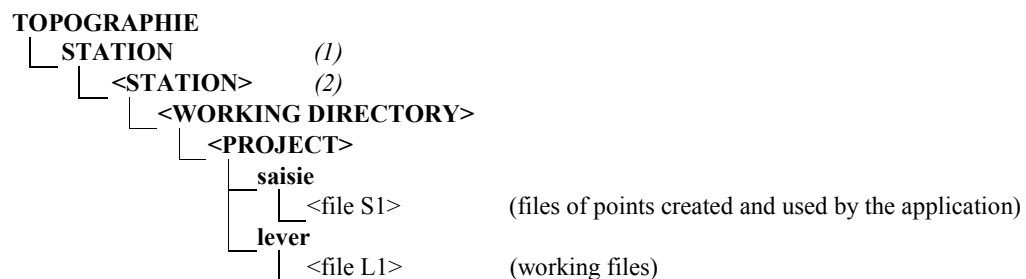 TOPOGRAPHIE
STATION (1)
<STATION> (2)
<WORKING DIRECTORY>
<PROJECT>
saisie
<file S1> (files of points created and used by the application)
lever
<file L1> (working files)